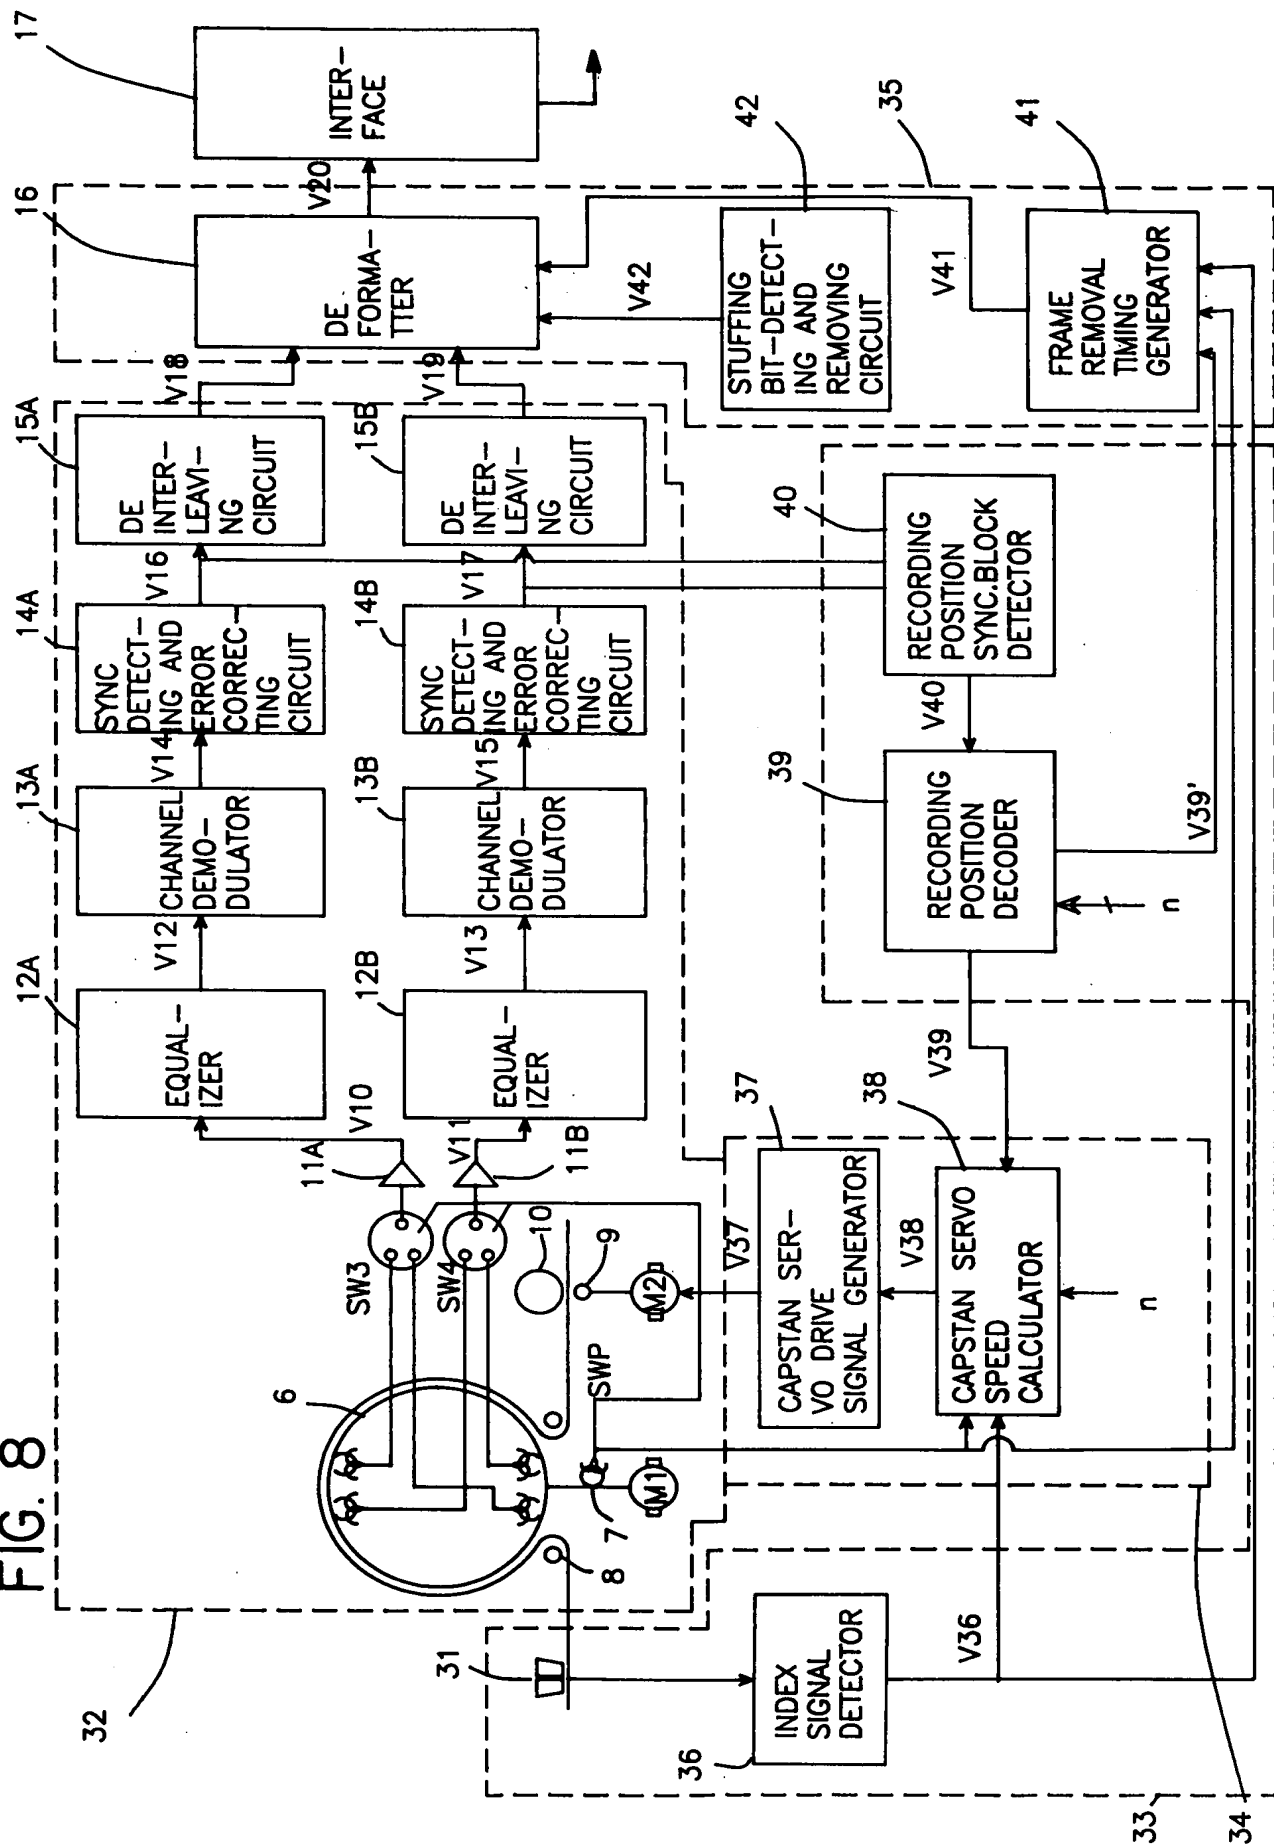 FIG. 8
32
12A
13A
14A
15A
16
17
EQUAL-
IZER
V12
CHANNEL
DEMO-
DULATOR
V14
SYNC
DETECT-
ING AND
ERROR
CORREC-
TING
CIRCUIT
V16
DE
INTER-
LEAVI-
NG
CIRCUIT
V18
DE
FORMA-
TTER
V20
INTER-
FACE
6
SW3
11A
V10
SW4
V11
11B
12B
EQUAL-
IZER
V13
13B
CHANNEL
DEMO-
DULATOR
V15
14B
SYNC
DETECT-
ING AND
ERROR
CORREC-
TING
CIRCUIT
V17
15B
DE
INTER-
LEAVI-
NG
CIRCUIT
V19
31
8
7
M1
SWP
10
9
M2
V37
37
CAPSTAN SER-
VO DRIVE
SIGNAL GENERATOR
V38
38
CAPSTAN SERVO
SPEED
CALCULATOR
n
V39
39
RECORDING
POSITION
DECODER
n
V39'
V40
40
RECORDING
POSITION
SYNC.BLOCK
DETECTOR
V42
42
STUFFING
BIT-DETECT-
ING AND
REMOVING
CIRCUIT
35
V41
41
FRAME
REMOVAL
TIMING
GENERATOR
36
INDEX
SIGNAL
DETECTOR
V36
33
34